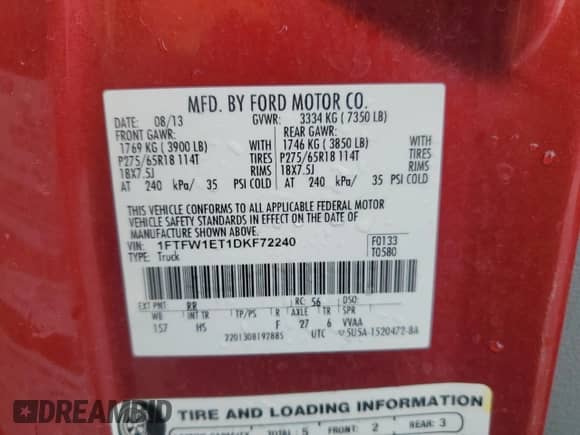 MFD. BY FORD MOTOR CO.
DATE: 08/13 GVWR: 3334 KG ( 7350 LB)
FRONT GAWR: REAR GAWR:
1769 KG ( 3900 LB) 1746 KG ( 3850 LB)
P275/65R18 114T TIRES P275/65R18 114T TIRES
18X7.5J RIMS 18X7.5J RIMS
AT 240 kPa/ 35 PSI COLD AT 240 kPa/ 35 PSI COLD
THIS VEHICLE CONFORMS TO ALL APPLICABLE FEDERAL MOTOR
VEHICLE SAFETY STANDARDS IN EFFECT ON THE DATE OF
MANUFACTURE SHOWN ABOVE.
VIN: 1FTFW1ET1DKF72240 F0133
TYPE: Truck T0580
EXT PNT: RR RC: 56 DSO:
WB INT TR TP/PS R AXLE TR SPR
157 HS F 27 6 VVAA
2201308192885 UTC 5U5A-1520472-BA
DREAMBID
TIRE AND LOADING INFORMATION
SEATING CAPACITY TOTAL: 5 FRONT: 2 REAR: 3